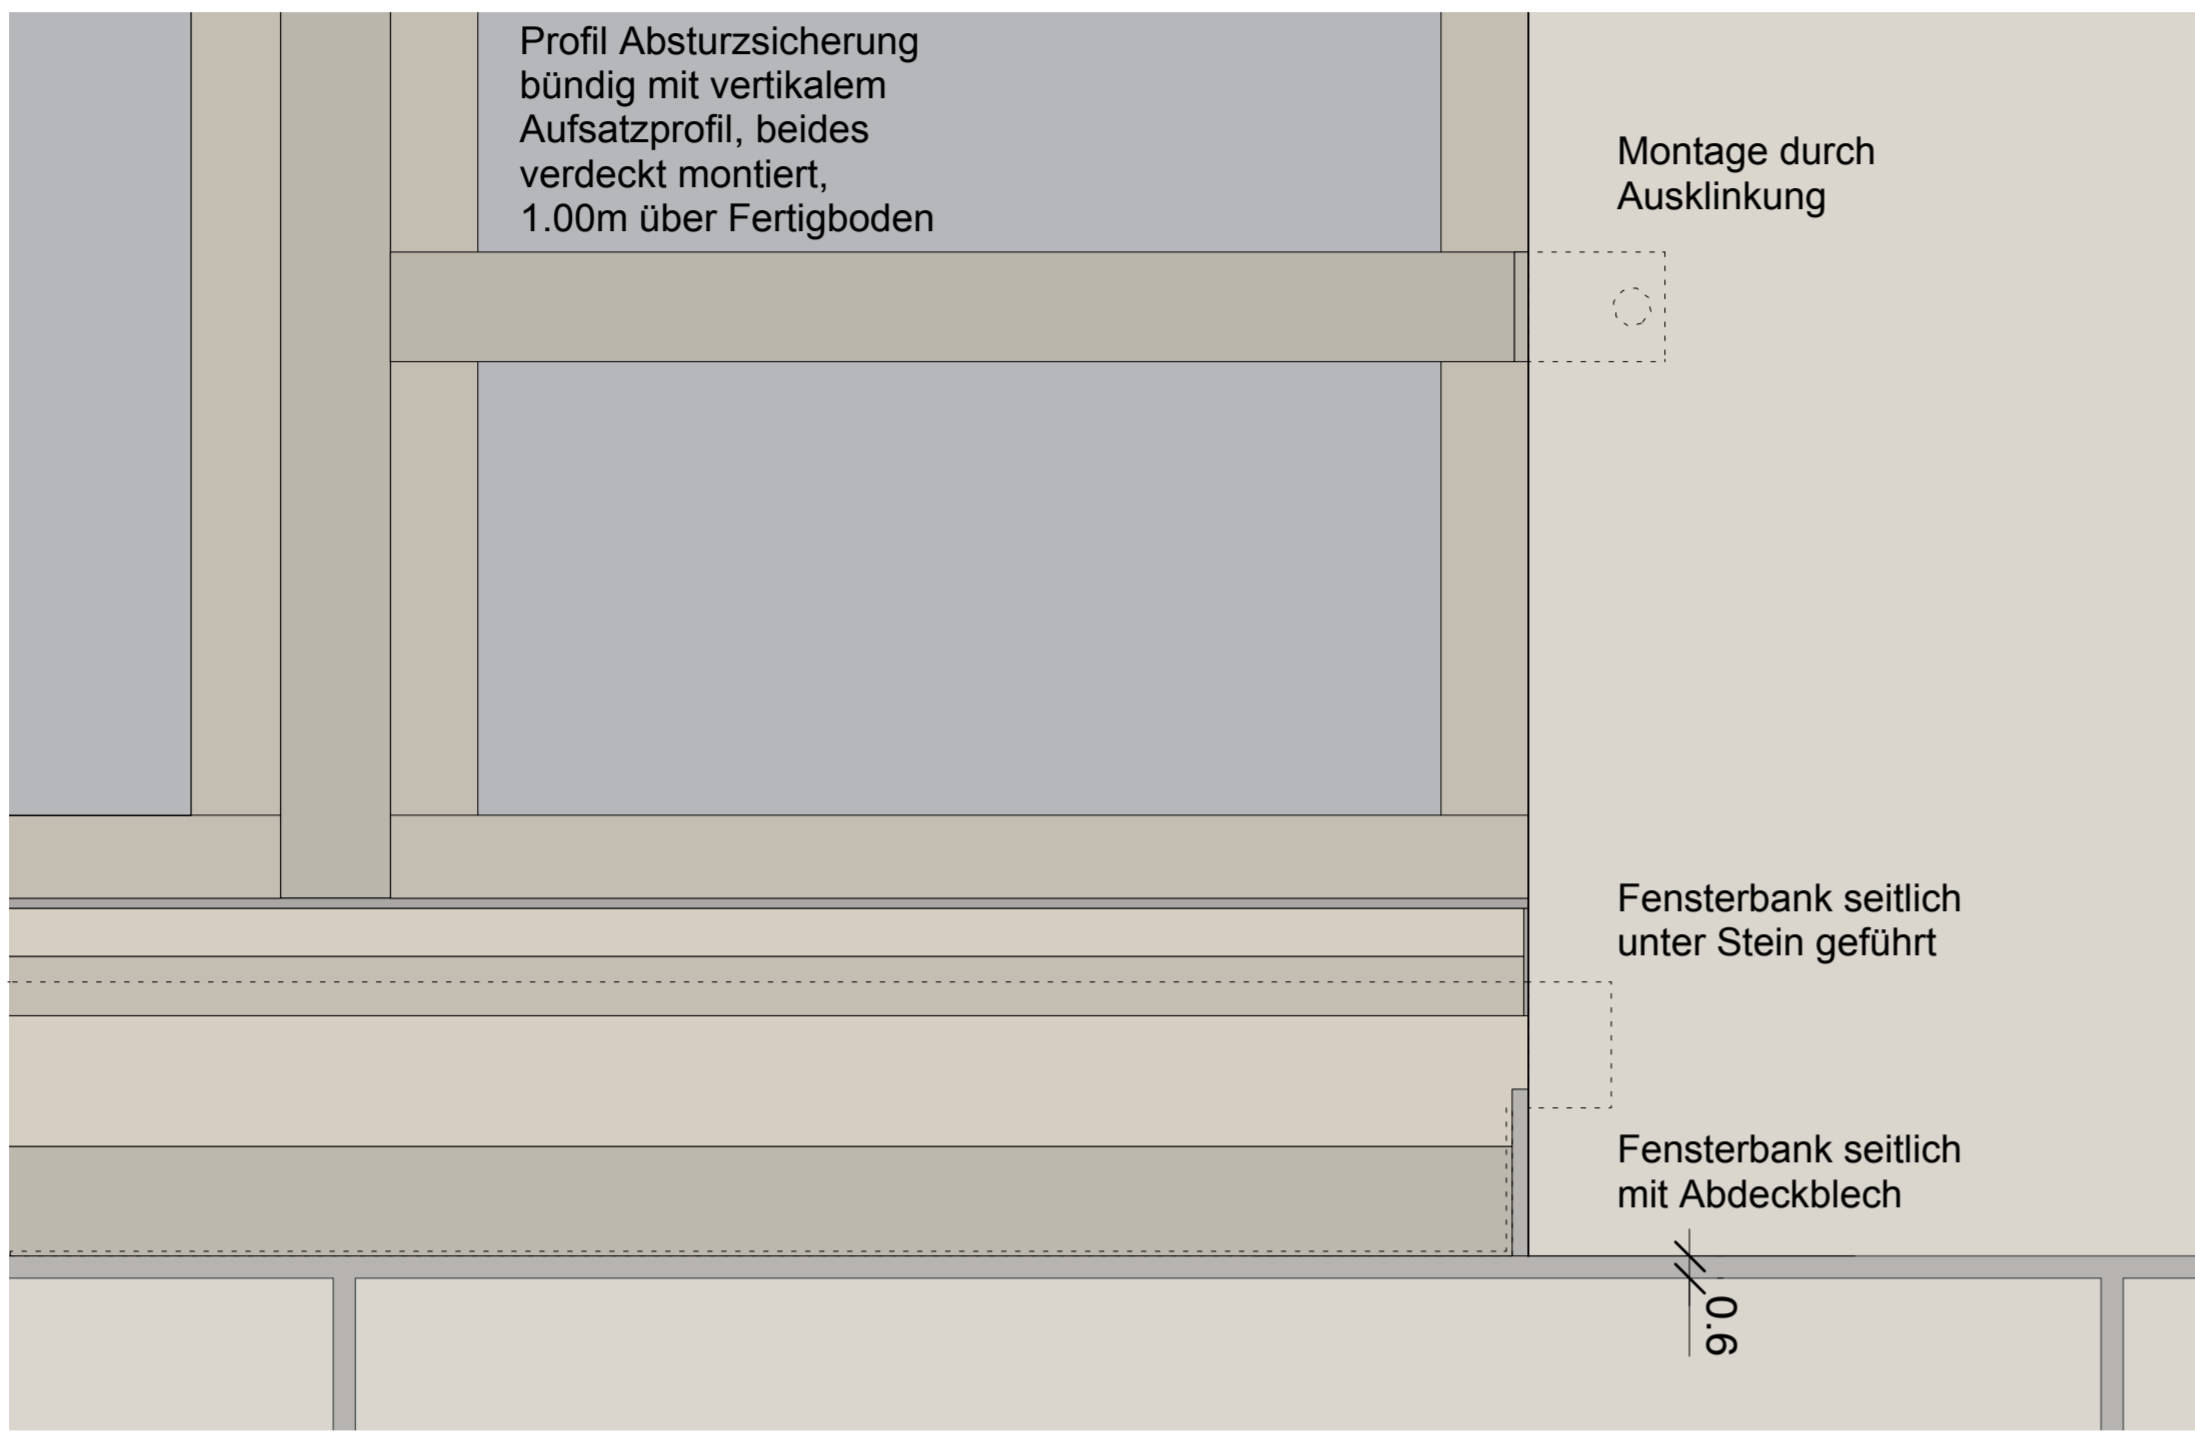 Profil Absturzsicherung
bündig mit vertikalem
Aufsatzprofil, beides
verdeckt montiert,
1.00m über Fertigboden
Montage durch
Ausklinkung
Fensterbank seitlich
unter Stein geführt
Fensterbank seitlich
mit Abdeckblech
0.6